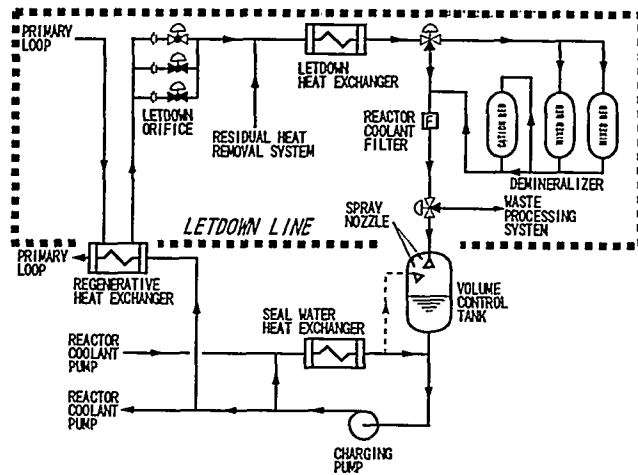 PRIMARY
LOOP
LETDOWN
ORIFICE
LETDOWN
HEAT EXCHANGER
RESIDUAL HEAT
REMOVAL SYSTEM
REACTOR
COOLANT
FILTER
F
CATION BED
MIXED BED
MIXED BED
DEMINERALIZER
WASTE
PROCESSING
SYSTEM
LETDOWN LINE
SPRAY
NOZZLE
PRIMARY
LOOP
REGENERATIVE
HEAT EXCHANGER
VOLUME
CONTROL
TANK
SEAL WATER
HEAT EXCHANGER
REACTOR
COOLANT
PUMP
REACTOR
COOLANT
PUMP
CHARGING
PUMP